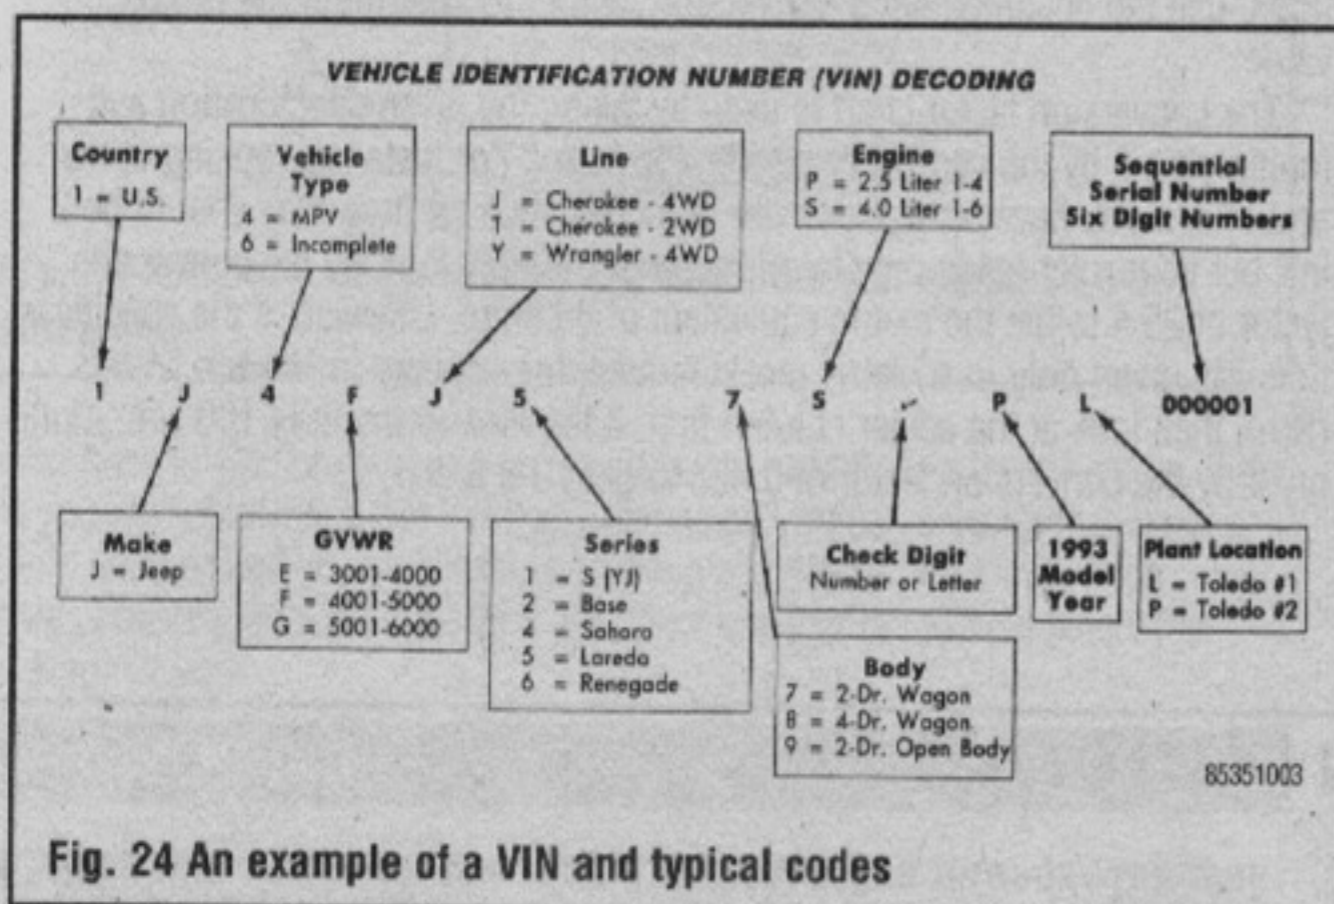 VEHICLE IDENTIFICATION NUMBER (VIN) DECODING
Country
1 = U.S.
Vehicle
Type
4 = MPV
6 = Incomplete
Line
J = Cherokee - 4WD
T = Cherokee - 2WD
Y = Wrangler - 4WD
Engine
P = 2.5 Liter 1-4
S = 4.0 Liter 1-6
Sequential
Serial Number
Six Digit Numbers
1 J 4 F J 5 7 S - P L 000001
Make
J = Jeep
GVWR
E = 3001-4000
F = 4001-5000
G = 5001-6000
Series
1 = S (YJ)
2 = Base
4 = Sahara
5 = Laredo
6 = Renegade
Check Digit
Number or Letter
1993
Model
Year
Plant Location
L = Toledo #1
P = Toledo #2
Body
7 = 2-Dr. Wagon
8 = 4-Dr. Wagon
9 = 2-Dr. Open Body
85351003
Fig. 24 An example of a VIN and typical codes